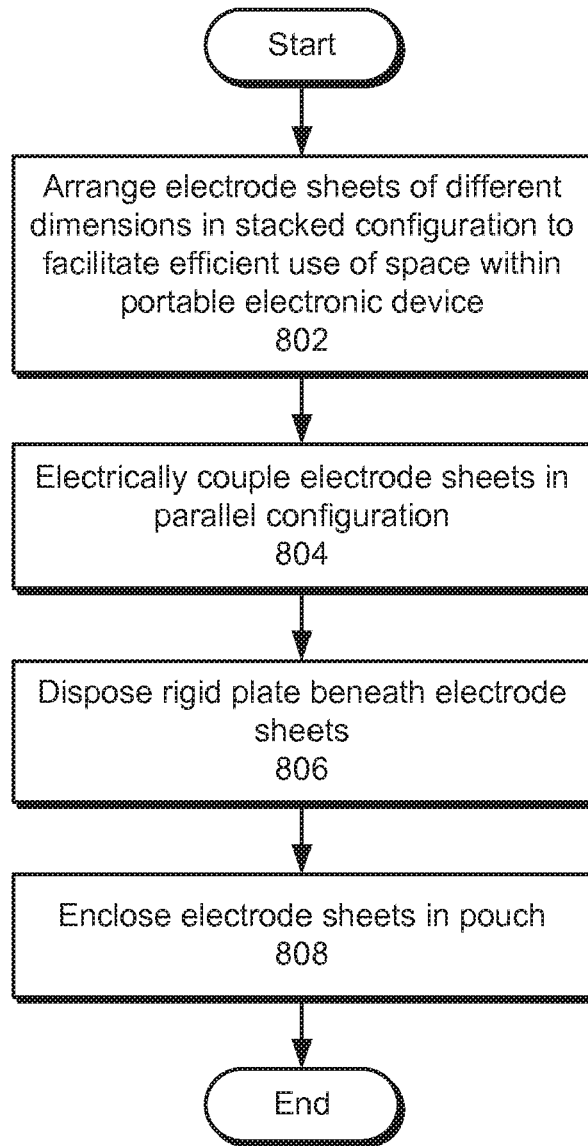 Start
Arrange electrode sheets of different
dimensions in stacked configuration to
facilitate efficient use of space within
portable electronic device
802
Electrically couple electrode sheets in
parallel configuration
804
Dispose rigid plate beneath electrode
sheets
806
Enclose electrode sheets in pouch
808
End